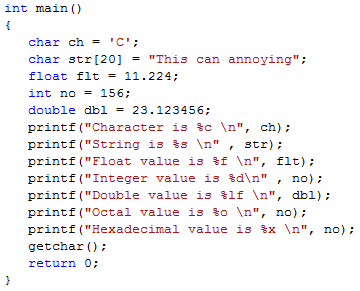 int main()
{
char ch = 'C';
char str[20] = "This can annoying";
float flt = 11.224;
int no = 156;
double dbl = 23.123456;
printf("Character is %c \n", ch);
printf("String is %s \n" , str);
printf("Float value is %f \n", flt);
printf("Integer value is %d\n" , no);
printf("Double value is %lf \n", dbl);
printf("Octal value is %o \n", no);
printf("Hexadecimal value is %x \n", no);
getchar();
return 0;
}